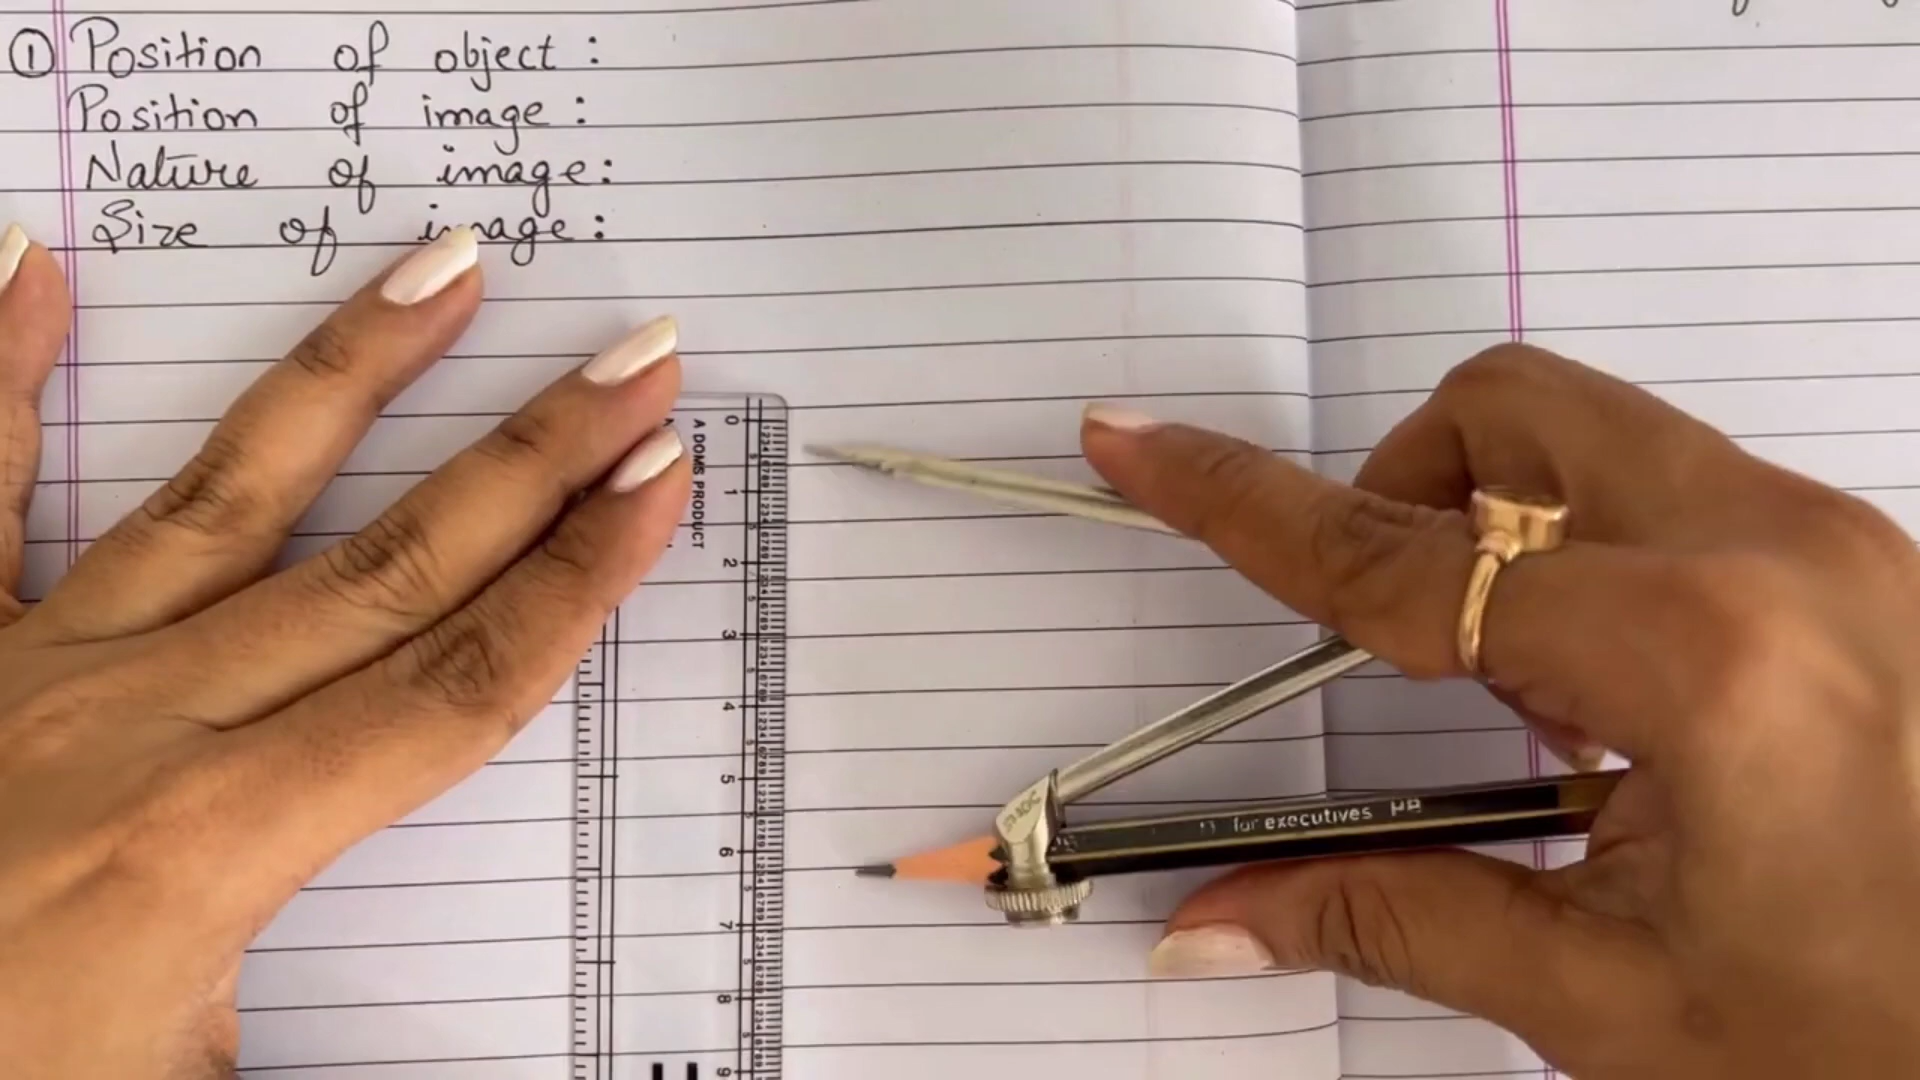 ① Position of object :
Position of image :
Nature of image:
Size of image:
A DOMS PRODUCT
0
1
2
3
4
5
6
7
8
9
for executives HB